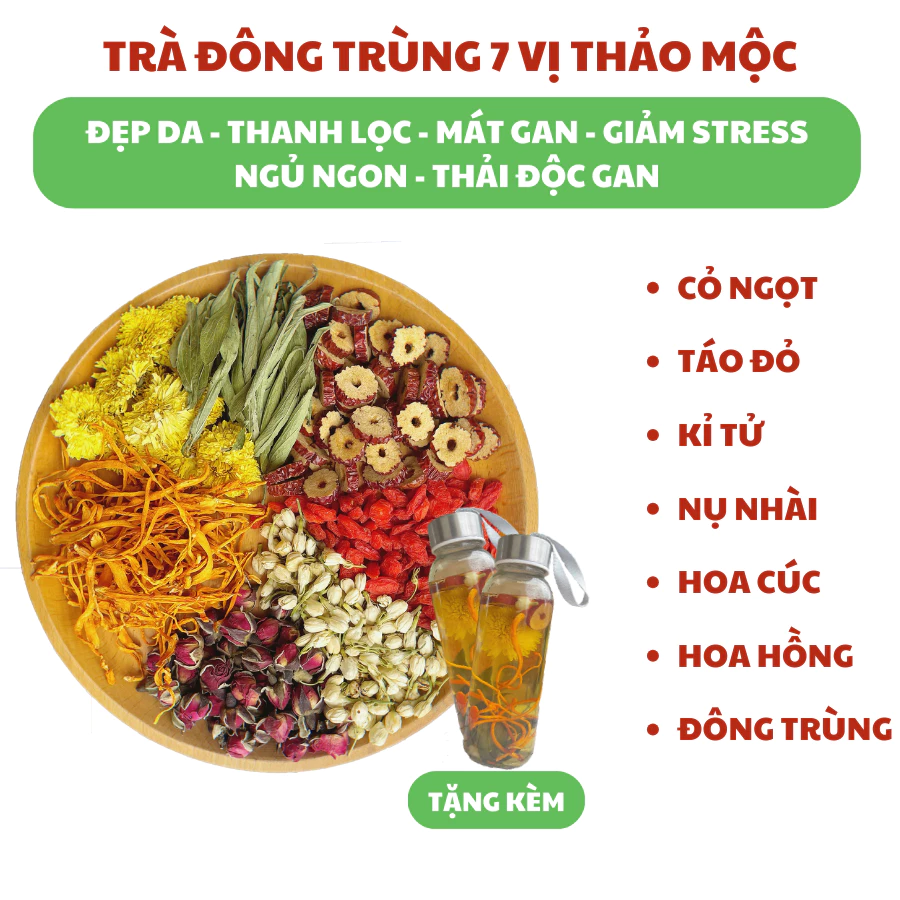 TRÀ ĐÔNG TRÙNG 7 VỊ THẢO MỘC
ĐẸP DA - THANH LỌC - MÁT GAN - GIẢM STRESS
NGỦ NGON - THẢI ĐỘC GAN
• CỎ NGỌT
• TÁO ĐỎ
• KỈ TỬ
• NỤ NHÀI
• HOA CÚC
• HOA HỒNG
• ĐÔNG TRÙNG
TẶNG KÈM